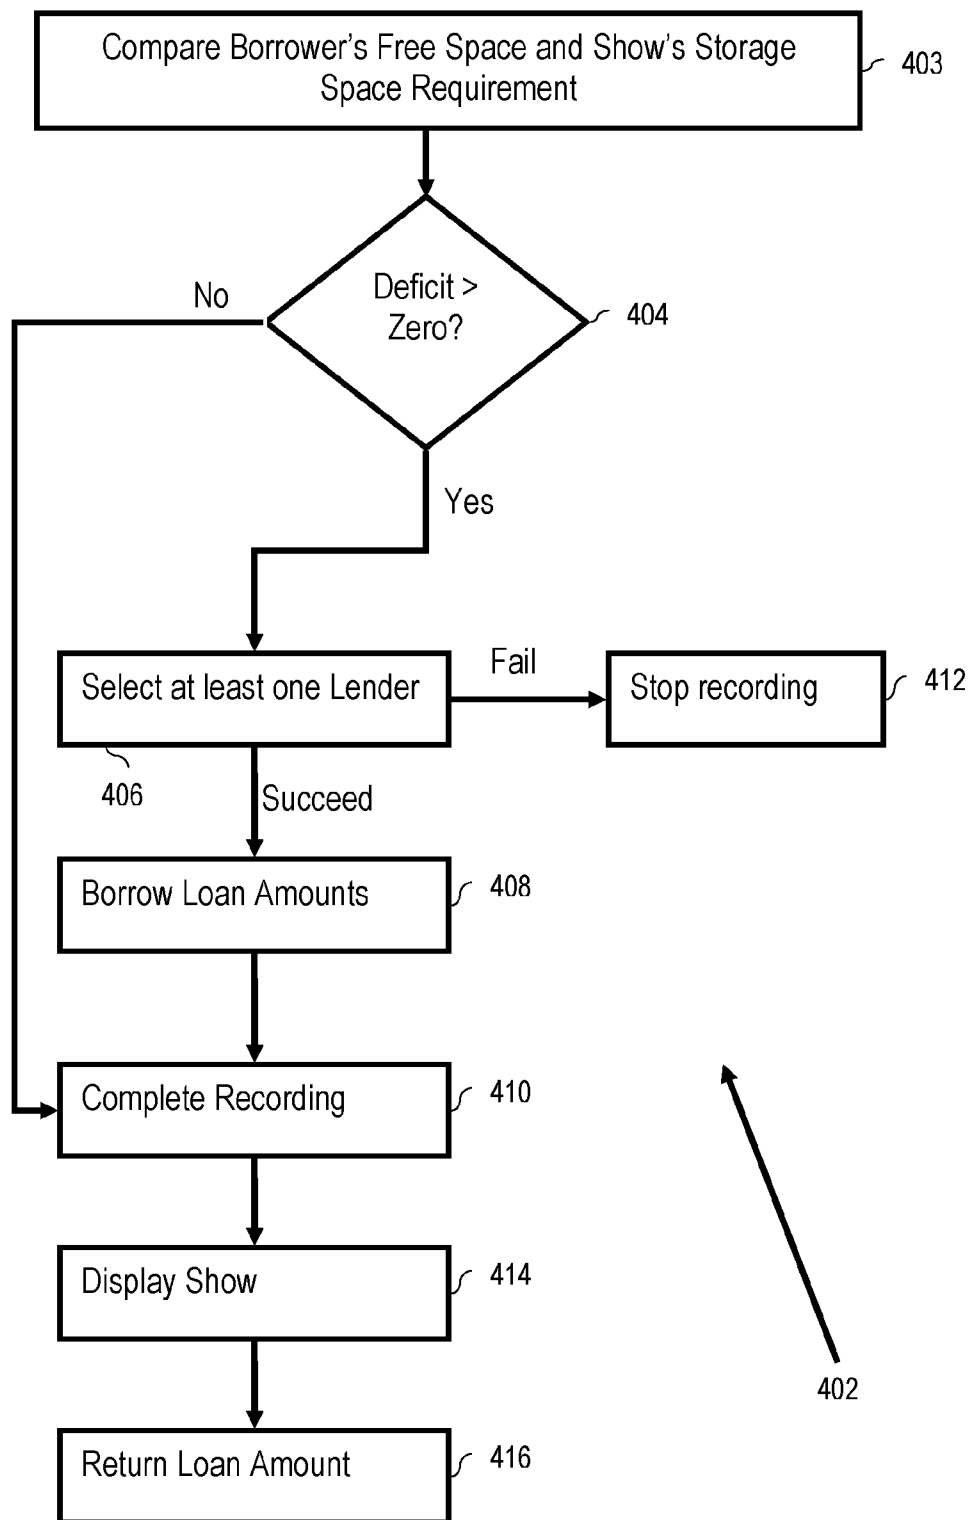 Compare Borrower's Free Space and Show's Storage
Space Requirement
403
Deficit >
Zero?
404
No
Yes
Select at least one Lender
Fail
Stop recording
412
406
Succeed
Borrow Loan Amounts
408
Complete Recording
410
Display Show
414
402
Return Loan Amount
416